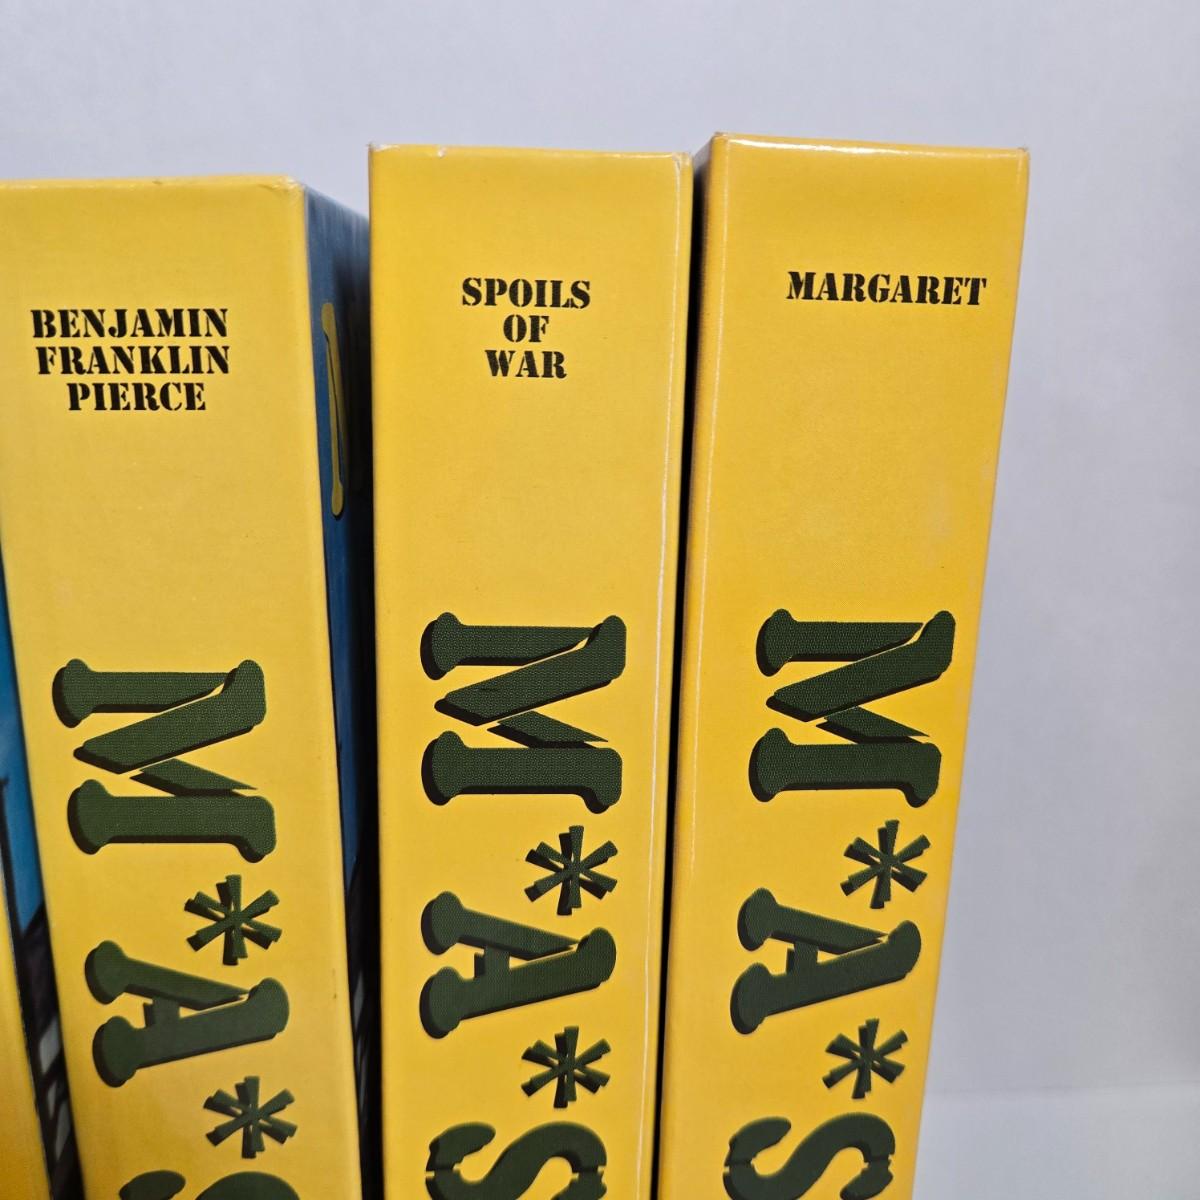 BENJAMIN
FRANKLIN
PIERCE
M*A*S
SPOILS
OF
WAR
M*A*S
MARGARET
M*A*S